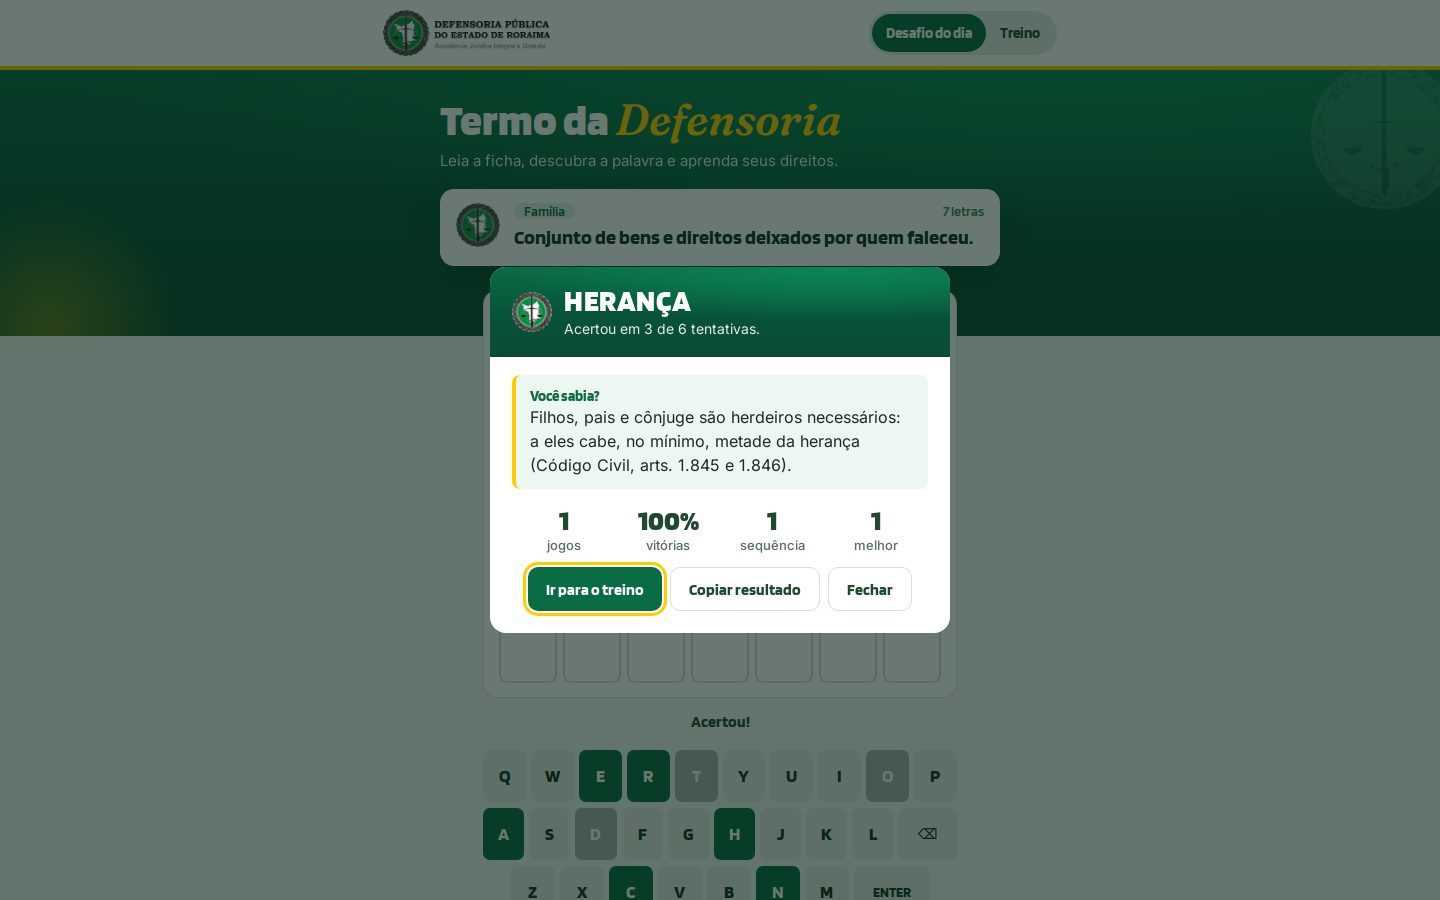 DEFENSORIA PÚBLICA
DO ESTADO DE RORAIMA
Assistência Jurídica Integral e Gratuita
Desafio do dia
Treino
Termo da Defensoria
Leia a ficha, descubra a palavra e aprenda seus direitos.
Família
7 letras
Conjunto de bens e direitos deixados por quem faleceu.
HERANÇA
Acertou em 3 de 6 tentativas.
Você sabia?
Filhos, pais e cônjuge são herdeiros necessários:
a eles cabe, no mínimo, metade da herança
(Código Civil, arts. 1.845 e 1.846).
1 100% 1 1
jogos vitórias sequência melhor
Ir para o treino Copiar resultado Fechar
Acertou!
Q W E R T Y U I O P
A S D F G H J K L ⌫
Z X C V B N M ENTER